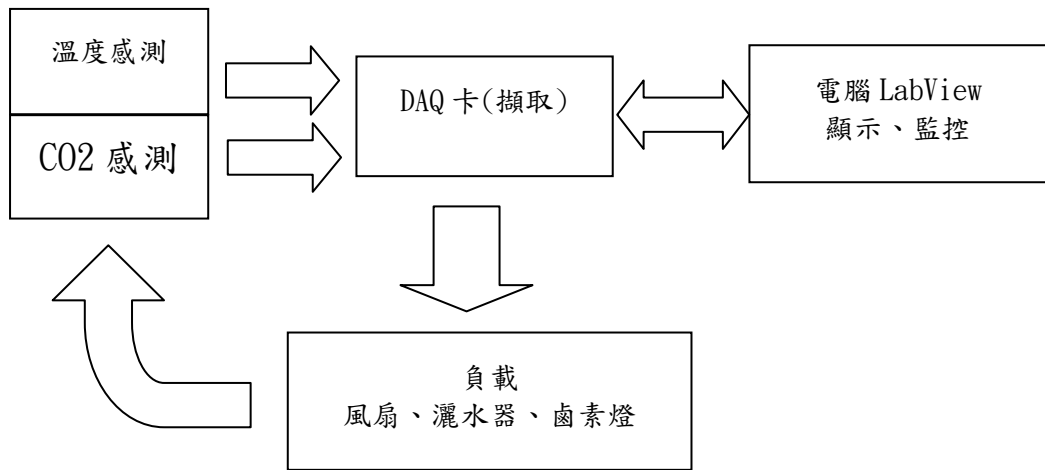 溫度感測
CO2 感測
DAQ 卡(擷取)
電腦 LabView
顯示、監控
負載
風扇、灑水器、鹵素燈